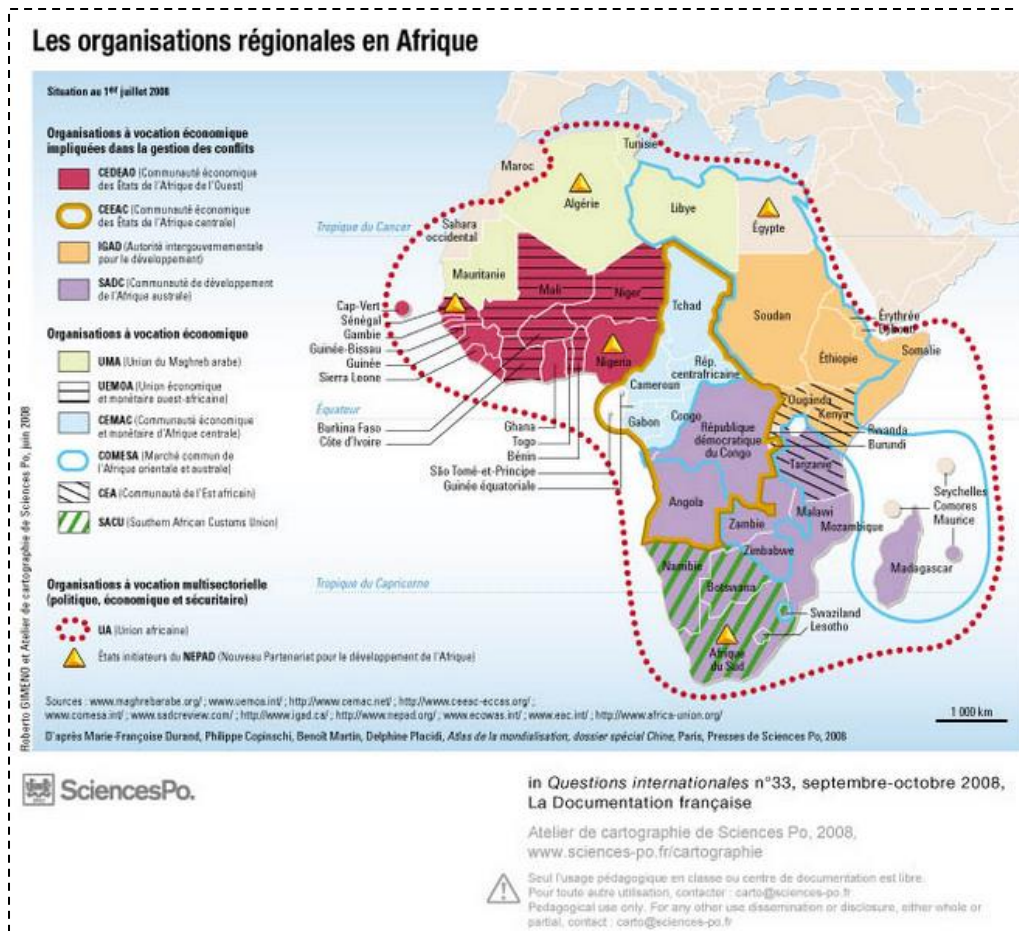 Les organisations régionales en Afrique
Situation au 1er juillet 2008
Organisations à vocation économique
impliquées dans la gestion des conflits
CEDEAO (Communauté économique
des États de l'Afrique de l'Ouest)
CEEAC (Communauté économique
des États de l'Afrique centrale)
IGAD (Autorité intergouvernementale
pour le développement)
SADC (Communauté de développement
de l'Afrique australe)
Organisations à vocation économique
UMA (Union du Maghreb arabe)
UEMOA (Union économique
et monétaire ouest-africaine)
CEMAC (Communauté économique
et monétaire d'Afrique centrale)
COMESA (Marché commun de
l'Afrique orientale et australe)
CEA (Communauté de l'Est africain)
SACU (Southern African Customs Union)
Organisations à vocation multisectorielle
(politique, économique et sécuritaire)
UA (Union africaine)
États initiateurs du NEPAD (Nouveau Partenariat pour le développement de l'Afrique)
Tropique du Cancer
Équateur
Tropique du Capricorne
Maroc
Tunisie
Algérie
Libye
Égypte
Sahara
occidental
Mauritanie
Mali
Niger
Tchad
Soudan
Érythrée
Djibouti
Somalie
Éthiopie
Cap-Vert
Sénégal
Gambie
Guinée-Bissau
Guinée
Sierra Leone
Nigeria
Rép.
centrafricaine
Cameroun
Ouganda
Kenya
Gabon
Congo
République
démocratique
du Congo
Rwanda
Burundi
Burkina Faso
Côte d'Ivoire
Ghana
Togo
Bénin
São Tomé-et-Principe
Guinée équatoriale
Tanzanie
Seychelles
Comores
Maurice
Angola
Malawi
Mozambique
Zambie
Zimbabwe
Madagascar
Namibie
Botswana
Swaziland
Lesotho
Afrique
du Sud
1 000 km
Sources : www.maghrebarabe.org/ ; www.uemoa.int/ ; http://www.cemac.net/ ; http://www.ceeac-eccas.org/ ;
www.comesa.int/ ; www.sadcreview.com/ ; http://www.igad.ca/ ; http://www.nepad.org/ , www.ecowas.int/ ; www.eac.int/ ; http://www.africa-union.org/
D'après Marie-Françoise Durand, Philippe Copinschi, Benoît Martin, Delphine Placidi, Atlas de la mondialisation, dossier spécial Chine, Paris, Presses de Sciences Po, 2008
Roberto GIMENO et Atelier de cartographie de Sciences Po, juin 2008
SciencesPo.
in Questions internationales n°33, septembre-octobre 2008,
La Documentation française
Atelier de cartographie de Sciences Po, 2008,
www.sciences-po.fr/cartographie
Seul l'usage pédagogique en classe ou centre de documentation est libre.
Pour toute autre utilisation, contacter : carto@sciences-po.fr
Pedagogical use only. For any other use dissemination or disclosure, either whole or
partial, contact : carto@sciences-po.fr